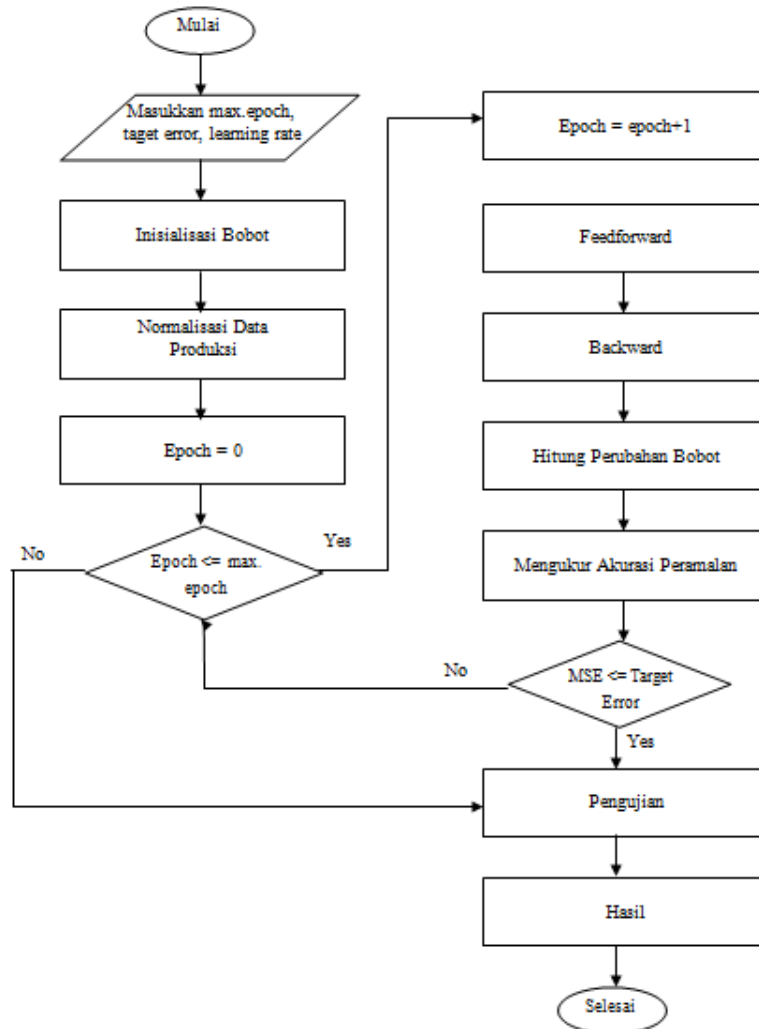 Mulai
Masukkan max.epoch,
taget error, learning rate
Inisialisasi Bobot
Normalisasi Data
Produksi
Epoch = 0
Epoch <= max.
epoch
No
Yes
Epoch = epoch+1
Feedforward
Backward
Hitung Perubahan Bobot
Mengukur Akurasi Peramalan
MSE <= Target
Error
No
Yes
Pengujian
Hasil
Selesai